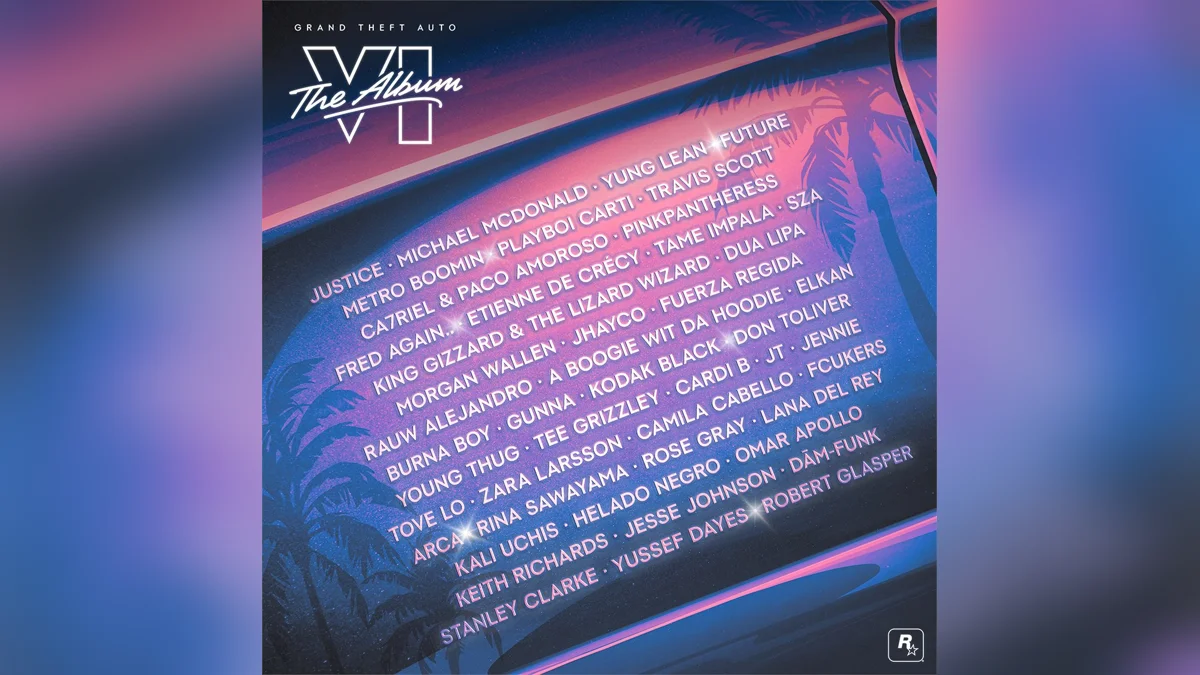 GRAND THEFT AUTO
VI
The Album
JUSTICE · MICHAEL MCDONALD · YUNG LEAN · FUTURE
METRO BOOMIN · PLAYBOI CARTI · TRAVIS SCOTT
CA7RIEL & PACO AMOROSO · PINKPANTHERESS
FRED AGAIN.. · ETIENNE DE CRÉCY · TAME IMPALA · SZA
KING GIZZARD & THE LIZARD WIZARD · DUA LIPA
MORGAN WALLEN · JHAYCO · FUERZA REGIDA
RAUW ALEJANDRO · A BOOGIE WIT DA HOODIE · ELKAN
BURNA BOY · GUNNA · KODAK BLACK · DON TOLIVER
YOUNG THUG · TEE GRIZZLEY · CARDI B · JT · JENNIE
TOVE LO · ZARA LARSSON · CAMILA CABELLO · FCUKERS
ARCA · RINA SAWAYAMA · ROSE GRAY · LANA DEL REY
KALI UCHIS · HELADO NEGRO · OMAR APOLLO
KEITH RICHARDS · JESSE JOHNSON · DĀM-FUNK
STANLEY CLARKE · YUSSEF DAYES · ROBERT GLASPER
R